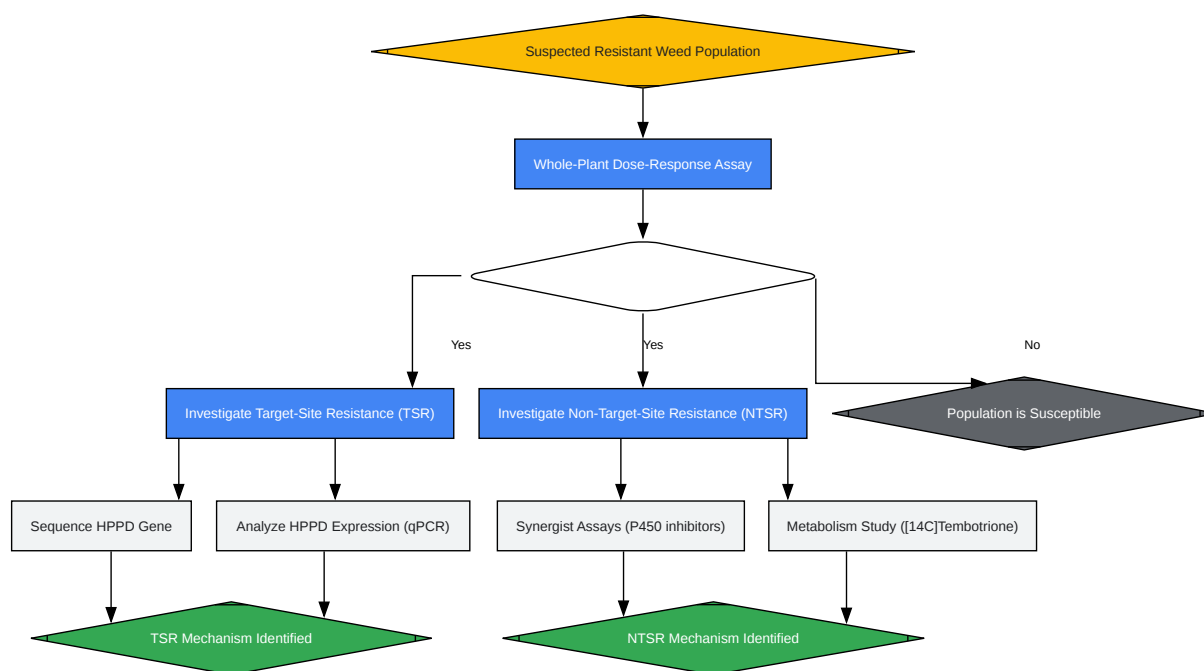 Suspected Resistant Weed Population
Whole-Plant Dose-Response Assay
Yes
Yes
No
Investigate Target-Site Resistance (TSR)
Investigate Non-Target-Site Resistance (NTSR)
Population is Susceptible
Sequence HPPD Gene
Analyze HPPD Expression (qPCR)
Synergist Assays (P450 inhibitors)
Metabolism Study ([14C]Tembotrione)
TSR Mechanism Identified
NTSR Mechanism Identified